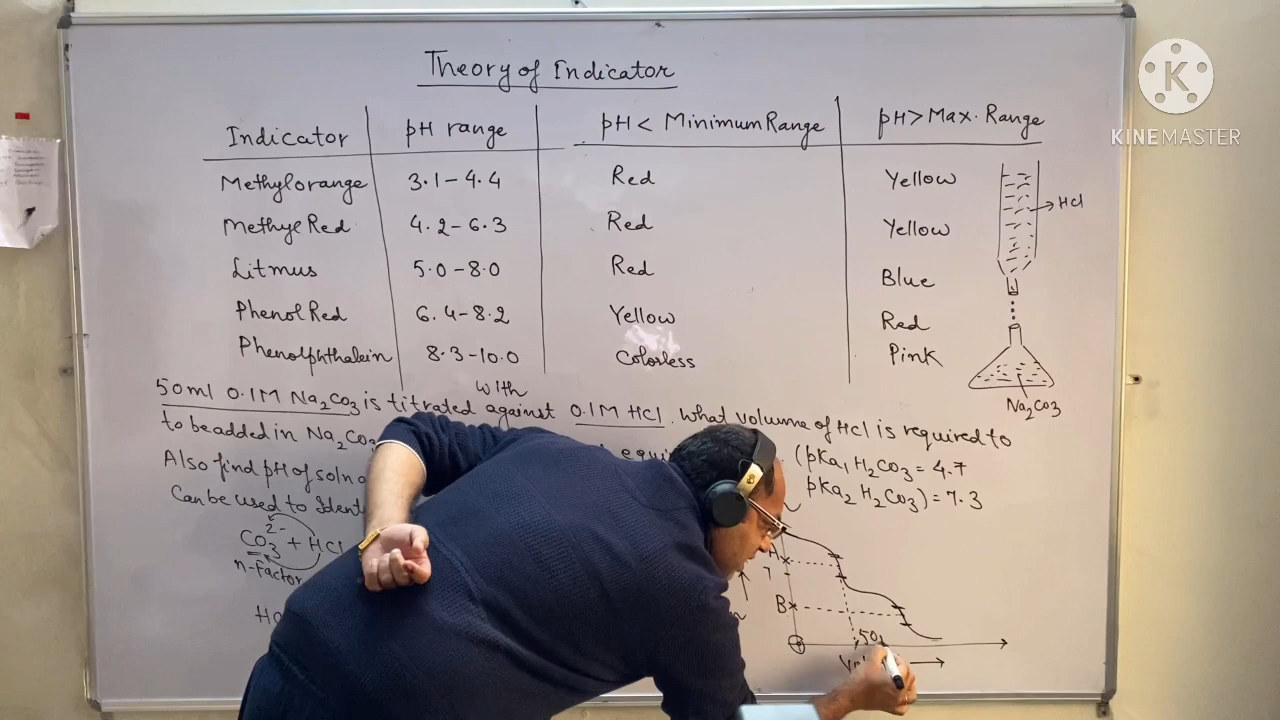 Theory of Indicator
Indicator pH range pH < Minimum Range pH > Max. Range
Methylorange 3.1 - 4.4 Red Yellow
Methyl Red 4.2 - 6.3 Red Yellow
Litmus 5.0 - 8.0 Red Blue
Phenol Red 6.4 - 8.2 Yellow Red
Phenolphthalein 8.3 - 10.0 Colorless Pink
HCl
Na2CO3
with
50ml 0.1M Na2CO3 is titrated against 0.1M HCl. What volume of HCl is required to
to be added in Na2CO3 (pKa1 H2CO3 = 4.7
Also find pH of soln pKa2 H2CO3) = 7.3
Can be used to
CO3 2- + HCl
n-Factor
7
B
50
KINEMASTER